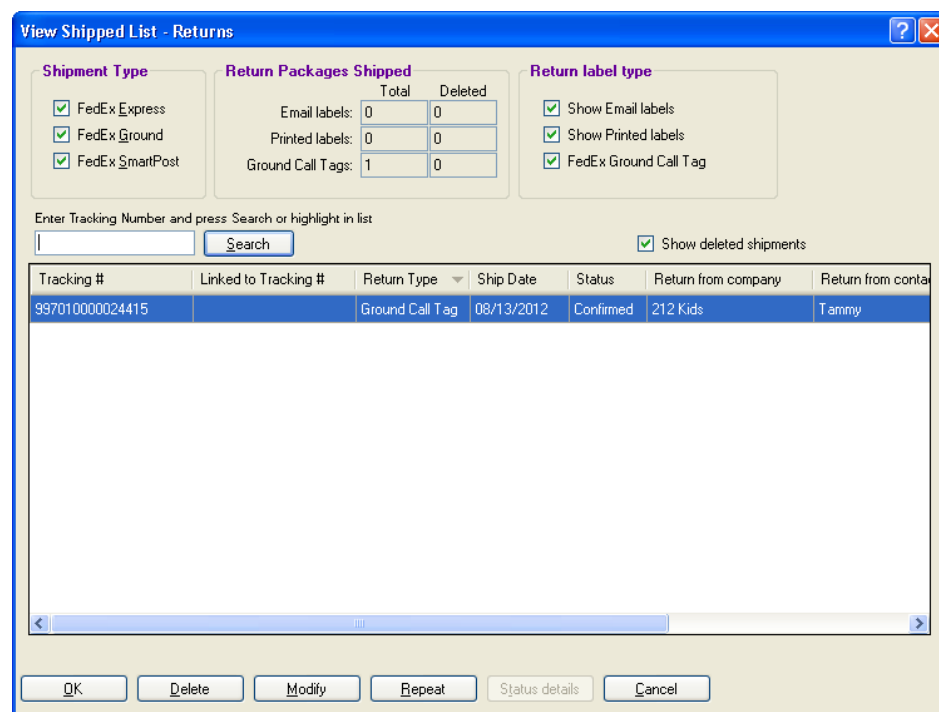 View Shipped List - Returns
Shipment Type
FedEx Express
FedEx Ground
FedEx SmartPost
Return Packages Shipped
Total Deleted
Email labels: 0 0
Printed labels: 0 0
Ground Call Tags: 1 0
Return label type
Show Email labels
Show Printed labels
FedEx Ground Call Tag
Enter Tracking Number and press Search or highlight in list
Search
Show deleted shipments
Tracking # Linked to Tracking # Return Type Ship Date Status Return from company Return from conta
997010000024415 Ground Call Tag 08/13/2012 Confirmed 212 Kids Tammy
OK Delete Modify Repeat Status details Cancel